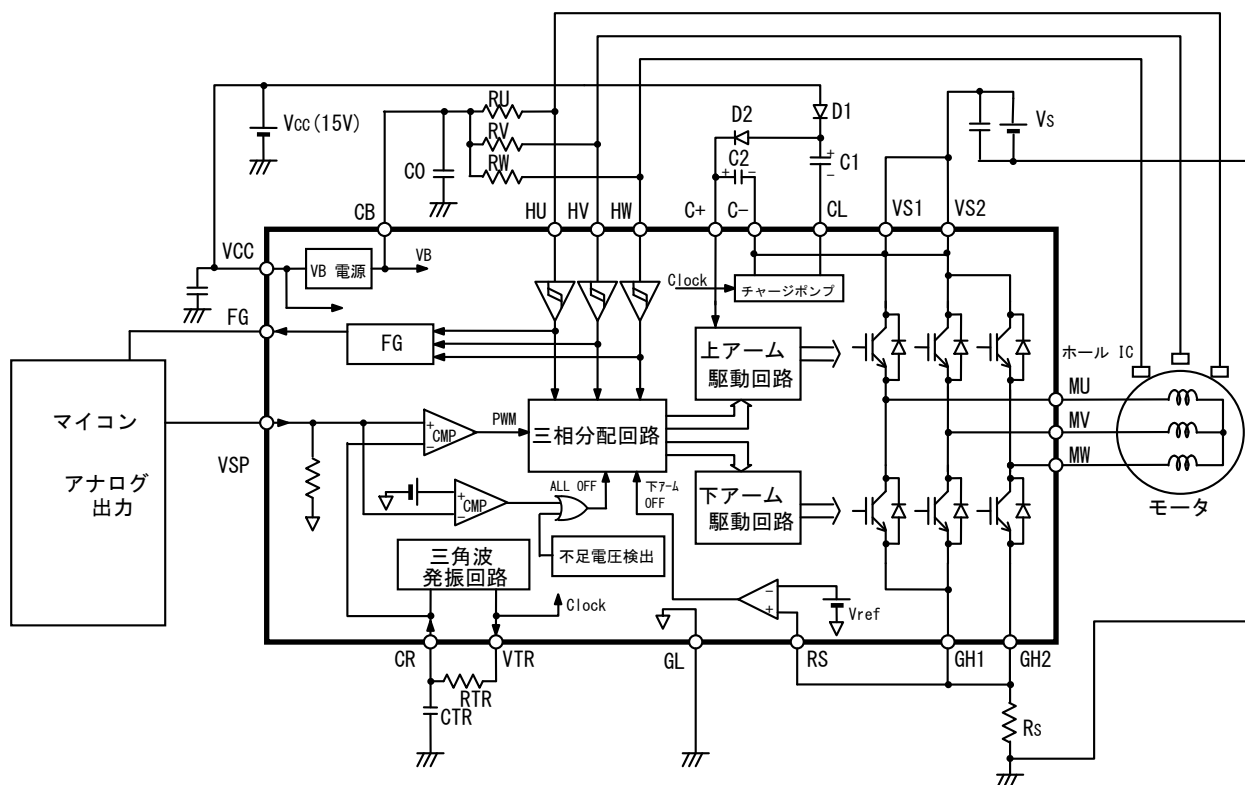 VCC(15V)
RU
RV
RW
C0
D2
D1
C2
+
−
+
−
C1
VS
CB
HU
HV
HW
C+
C−
CL
VS1
VS2
VCC
VB 電源
VB
Clock
チャージポンプ
FG
FG
上アーム
駆動回路
ホール IC
マイコン
アナログ
出力
VSP
+
−
CMP
PWM
三相分配回路
MU
MV
MW
モータ
ALL OFF
下アーム
OFF
下アーム
駆動回路
+
−
CMP
不足電圧検出
三角波
発振回路
Clock
−
+
Vref
CR
VTR
GL
RS
GH1
GH2
RTR
CTR
RS